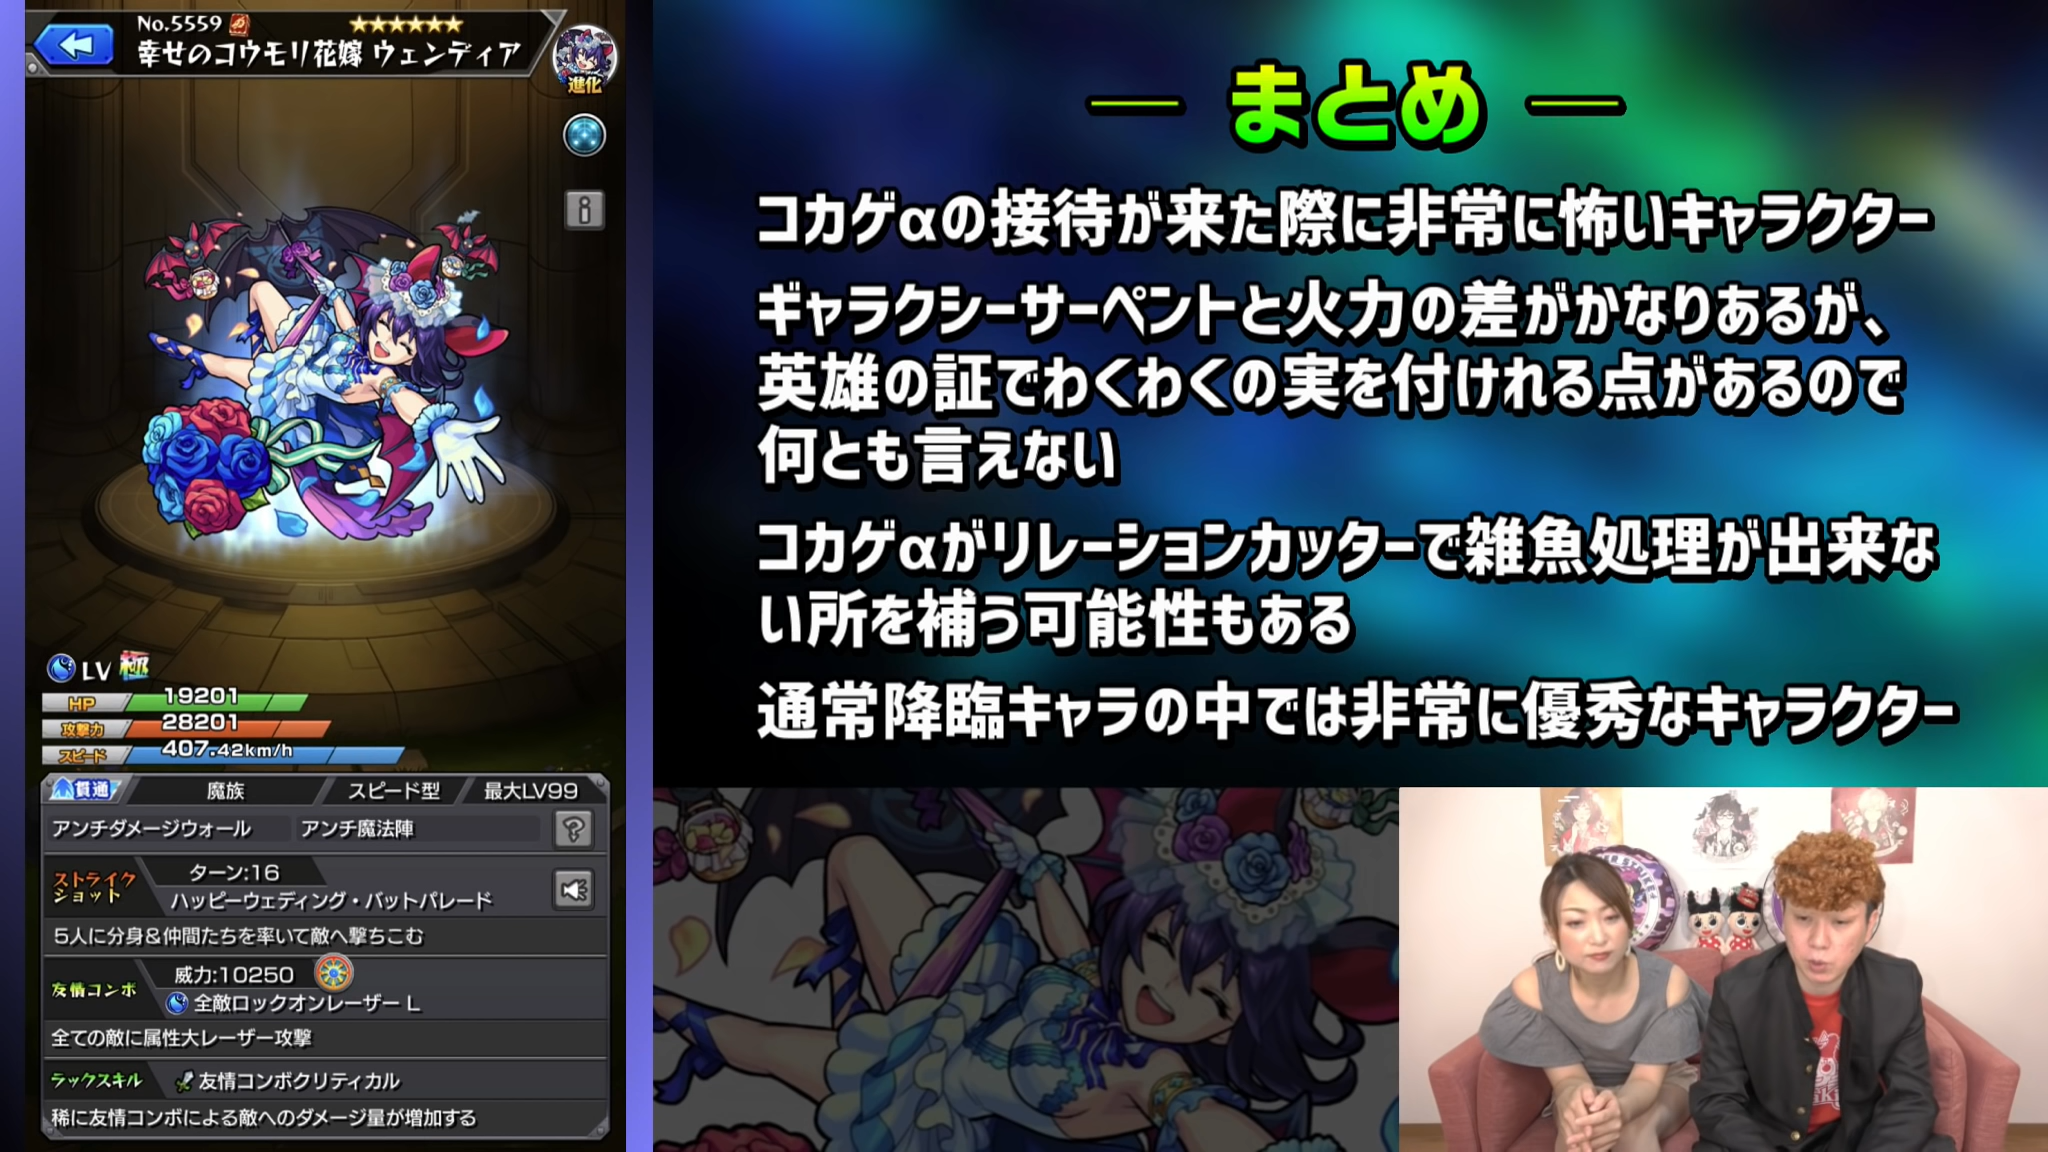 No.5559
★★★★★★
幸せのコウモリ花嫁 ウェンディア
進化
LV 極
HP 19201
攻撃力 28201
スピード 407.42km/h
貫通 魔族 スピード型 最大LV99
アンチダメージウォール アンチ魔法陣 ?
ストライクショット ターン:16
ハッピーウェディング・バットパレード
5人に分身&仲間たちを率いて敵へ撃ちこむ
友情コンボ 威力:10250
全敵ロックオンレーザー L
全ての敵に属性大レーザー攻撃
ラックスキル 友情コンボクリティカル
稀に友情コンボによる敵へのダメージ量が増加する
― まとめ ―
コカゲαの接待が来た際に非常に怖いキャラクター
ギャラクシーサーペントと火力の差がかなりあるが、
英雄の証でわくわくの実を付けれる点があるので
何とも言えない
コカゲαがリレーションカッターで雑魚処理が出来な
い所を補う可能性もある
通常降臨キャラの中では非常に優秀なキャラクター